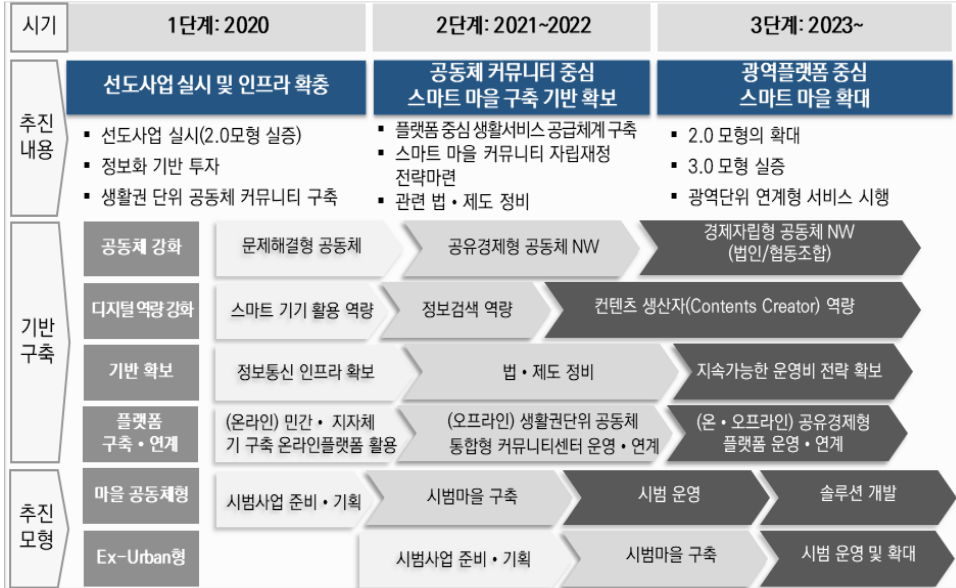 시기
1단계: 2020
2단계: 2021~2022
3단계: 2023~
추진
내용
선도사업 실시 및 인프라 확충
공동체 커뮤니티 중심
스마트 마을 구축 기반 확보
광역플랫폼 중심
스마트 마을 확대
▪ 선도사업 실시(2.0모형 실증)
▪ 정보화 기반 투자
▪ 생활권 단위 공동체 커뮤니티 구축
▪ 플랫폼 중심 생활서비스 공급체계 구축
▪ 스마트 마을 커뮤니티 자립재정
전략마련
▪ 관련 법・제도 정비
▪ 2.0 모형의 확대
▪ 3.0 모형 실증
▪ 광역단위 연계형 서비스 시행
기반
구축
공동체 강화
문제해결형 공동체
공유경제형 공동체 NW
경제자립형 공동체 NW
(법인/협동조합)
디지털 역량 강화
스마트 기기 활용 역량
정보검색 역량
컨텐츠 생산자(Contents Creator) 역량
기반 확보
정보통신 인프라 확보
법・제도 정비
지속가능한 운영비 전략 확보
플랫폼
구축・연계
(온라인) 민간・ 지자체
기 구축 온라인플랫폼 활용
(오프라인) 생활권단위 공동체
통합형 커뮤니티센터 운영・연계
(온・오프라인) 공유경제형
플랫폼 운영・연계
추진
모형
마을 공동체형
시범사업 준비・기획
시범마을 구축
시범 운영
솔루션 개발
Ex-Urban형
시범사업 준비・기획
시범마을 구축
시범 운영 및 확대